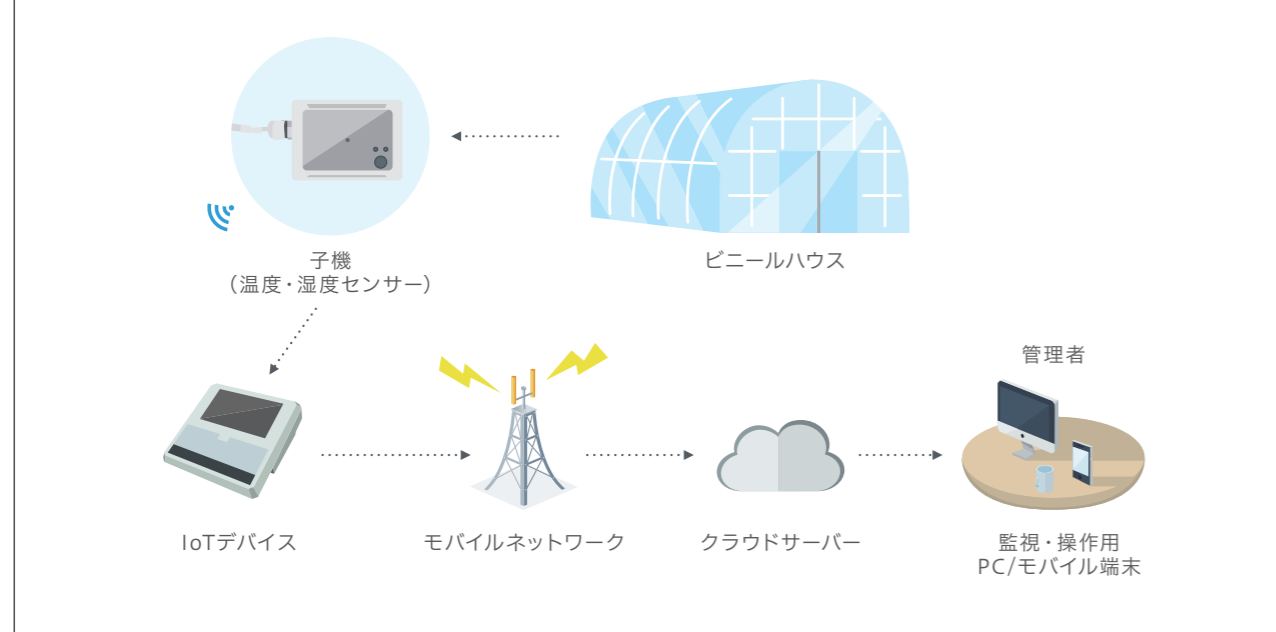 子機
（温度・湿度センサー）
ビニールハウス
管理者
IoTデバイス
モバイルネットワーク
クラウドサーバー
監視・操作用
PC/モバイル端末